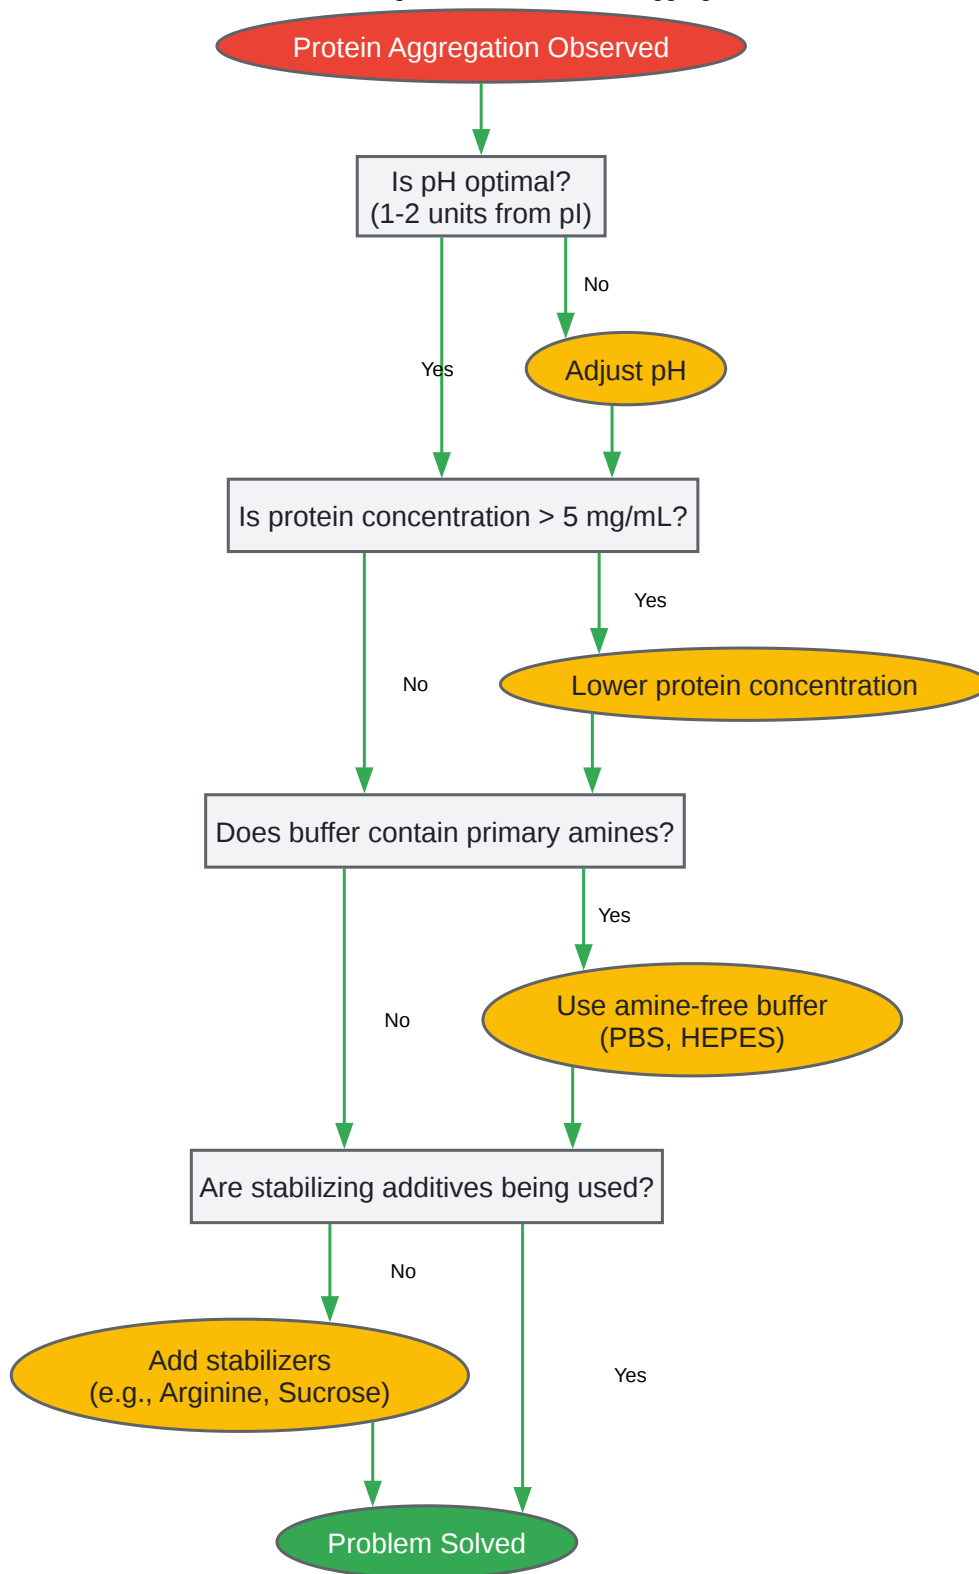 Protein Aggregation Observed
Is pH optimal?
(1-2 units from pI)
No
Yes
Adjust pH
Is protein concentration > 5 mg/mL?
Yes
No
Lower protein concentration
Does buffer contain primary amines?
Yes
No
Use amine-free buffer
(PBS, HEPES)
Are stabilizing additives being used?
No
Add stabilizers
(e.g., Arginine, Sucrose)
Yes
Problem Solved